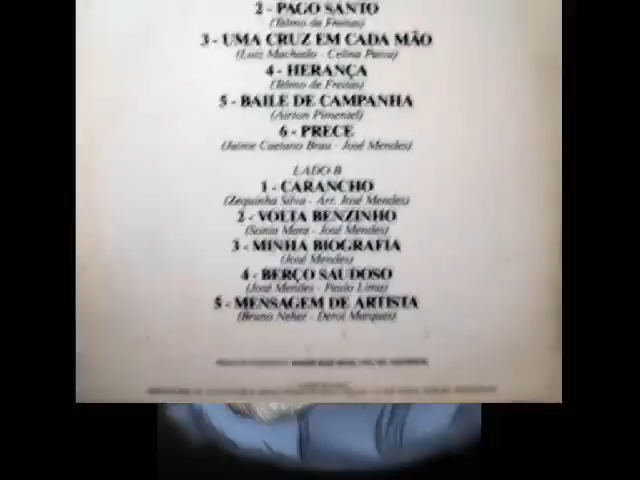 2 - PAGO SANTO
(Telmo de Freitas)
3 - UMA CRUZ EM CADA MÃO
(Luiz Machado - Celina Paiva)
4 - HERANÇA
(Telmo de Freitas)
5 - BAILE DE CAMPANHA
(Airton Pimentel)
6 - PRECE
(Jaime Caetano Brau - José Mendes)
LADO B
1 - CARANCHO
(Zequinha Silva - Arr. José Mendes)
2 - VOLTA BENZINHO
(Sonia Mara - José Mendes)
3 - MINHA BIOGRAFIA
(José Mendes)
4 - BERÇO SAUDOSO
(José Mendes - Paulo Lima)
5 - MENSAGEM DE ARTISTA
(Bruno Neher - Deroi Marques)